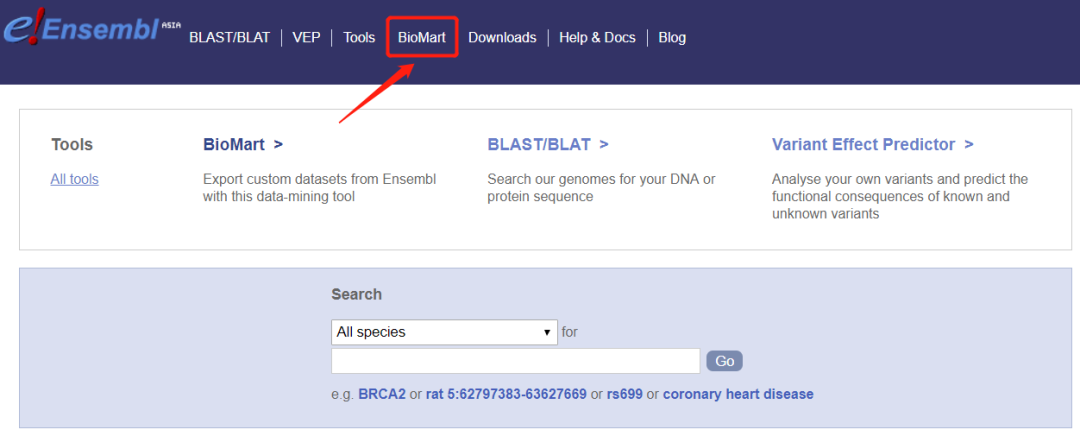 e!Ensembl ASIA BLAST/BLAT | VEP | Tools | BioMart Downloads | Help & Docs | Blog
Tools BioMart > BLAST/BLAT > Variant Effect Predictor >
All tools Export custom datasets from Ensembl Search our genomes for your DNA or Analyse your own variants and predict the
with this data-mining tool protein sequence functional consequences of known and
unknown variants
Search
All species ▼ for
Go
e.g. BRCA2 or rat 5:62797383-63627669 or rs699 or coronary heart disease